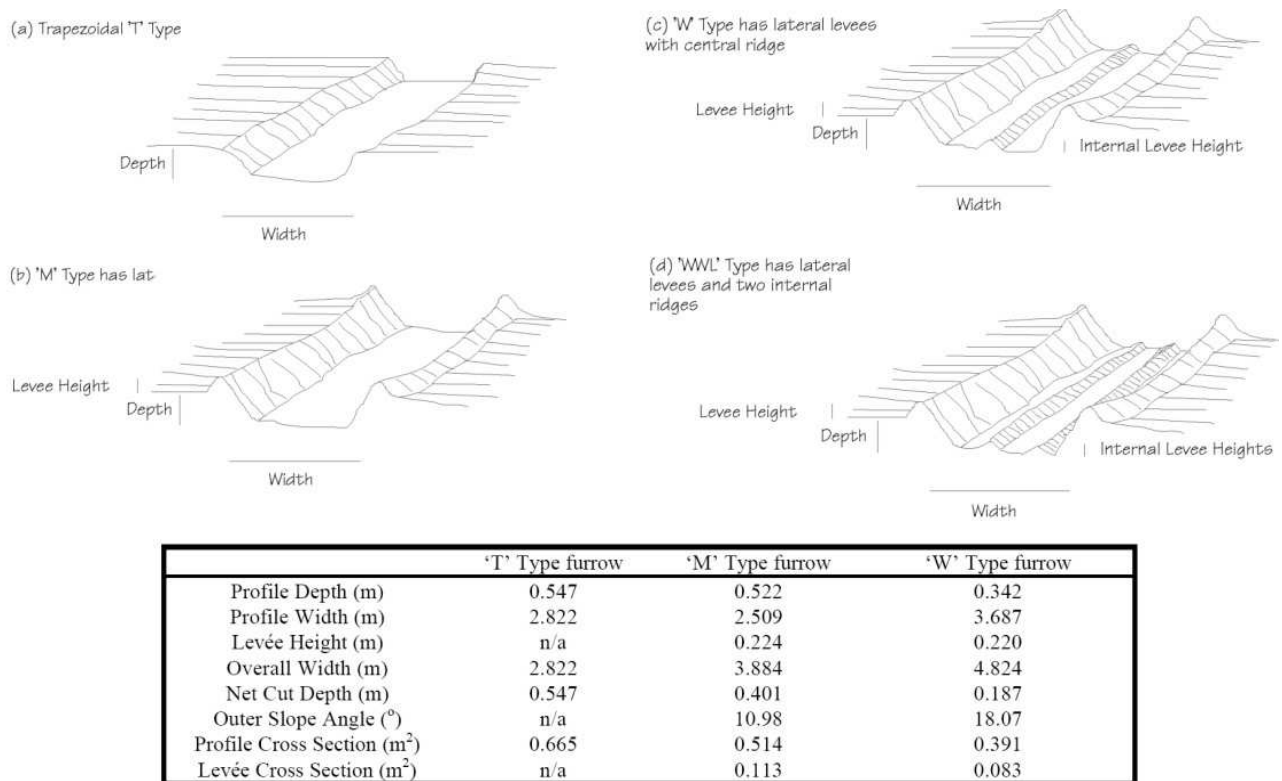 (a) Trapezoidal 'T' Type
Depth
Width
(b) 'M' Type has lat
Levee Height
Depth
Width
(c) 'W' Type has lateral levees
with central ridge
Levee Height
Depth
Internal Levee Height
Width
(d) 'WWL' Type has lateral
levees and two internal
ridges
Levee Height
Depth
Internal Levee Heights
Width
‘T’ Type furrow ‘M’ Type furrow ‘W’ Type furrow
Profile Depth (m) 0.547 0.522 0.342
Profile Width (m) 2.822 2.509 3.687
Levée Height (m) n/a 0.224 0.220
Overall Width (m) 2.822 3.884 4.824
Net Cut Depth (m) 0.547 0.401 0.187
Outer Slope Angle (°) n/a 10.98 18.07
Profile Cross Section (m²) 0.665 0.514 0.391
Levée Cross Section (m²) n/a 0.113 0.083